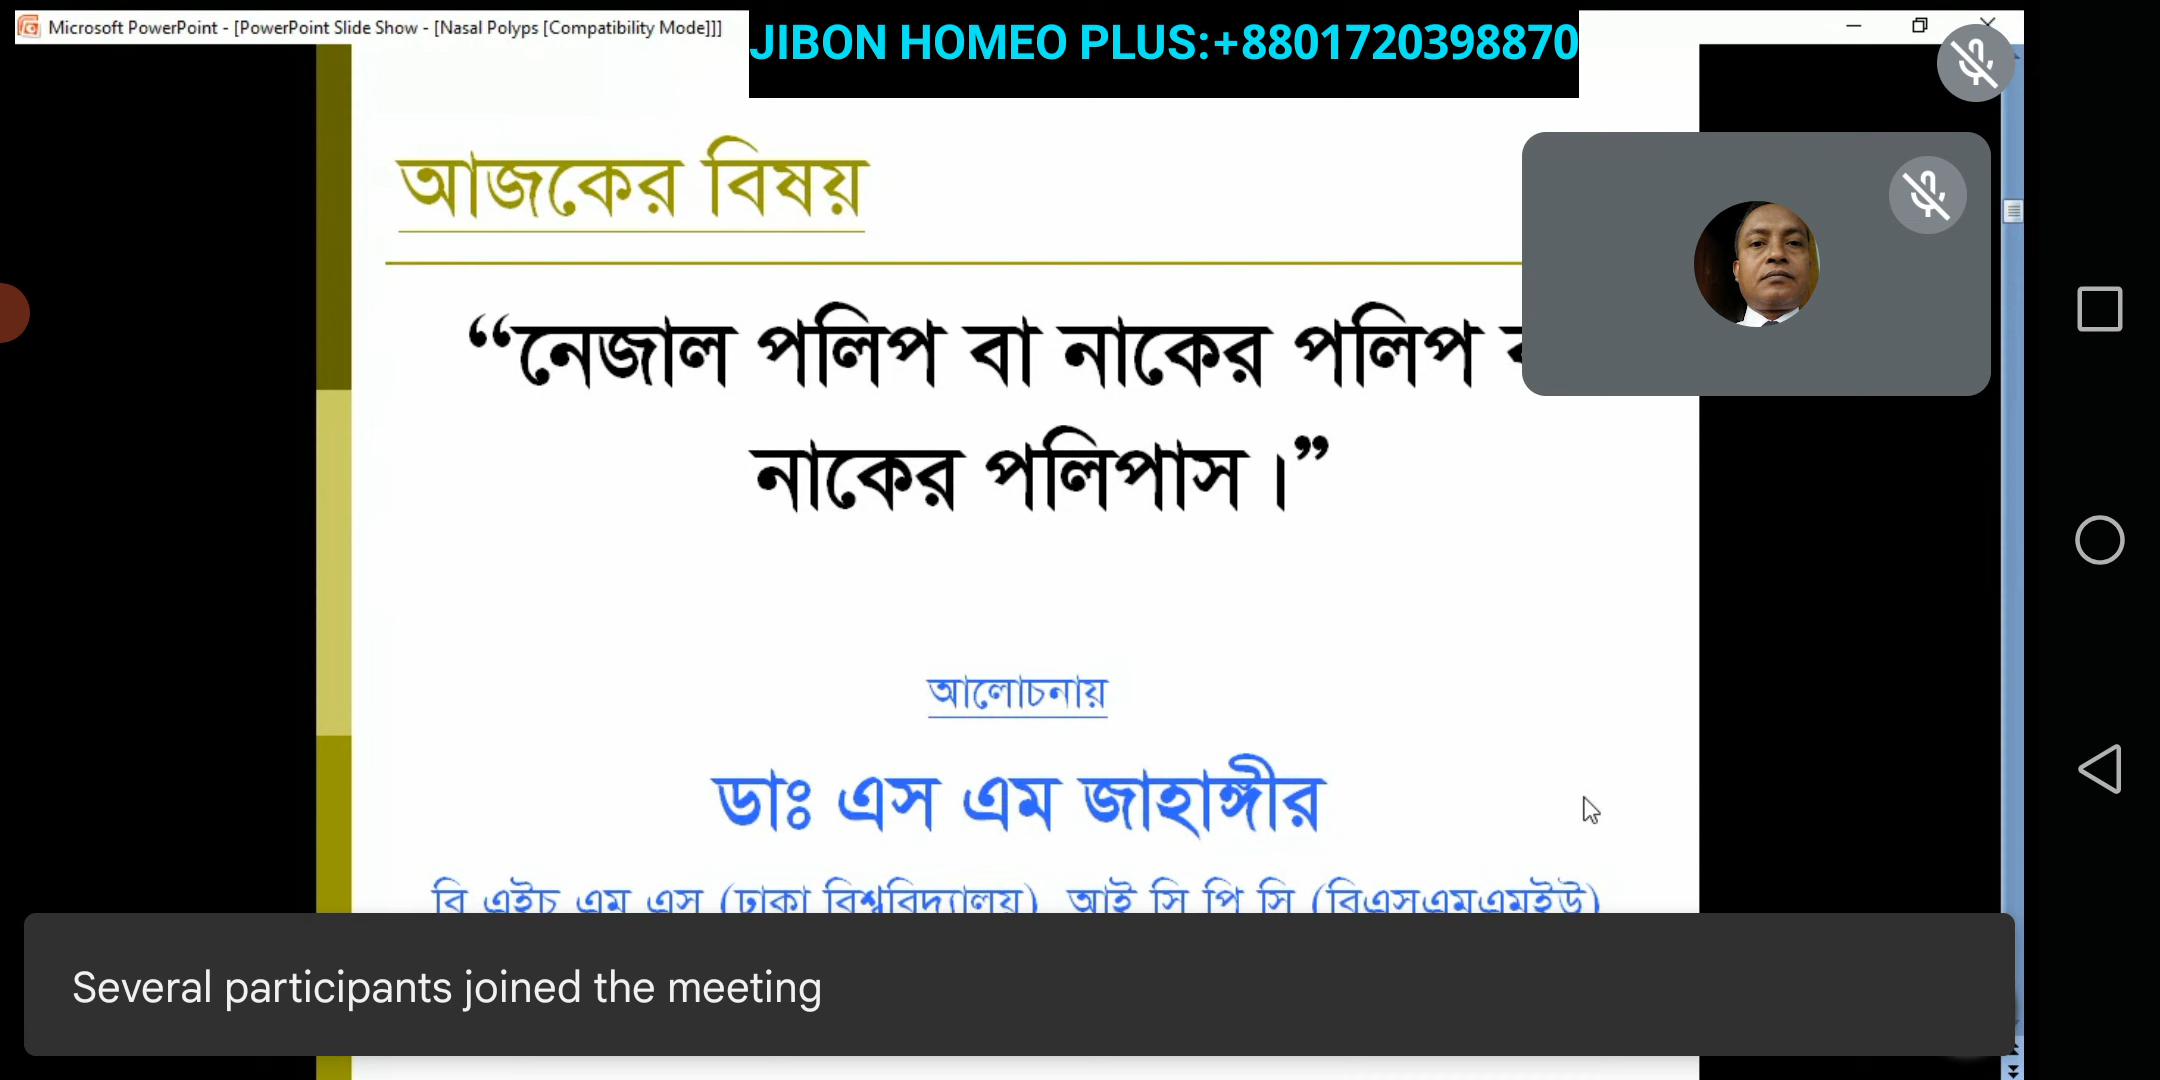 Microsoft PowerPoint - [PowerPoint Slide Show - [Nasal Polyps [Compatibility Mode]]]
JIBON HOMEO PLUS:+8801720398870
আজকের বিষয়
“নেজাল পলিপ বা নাকের পলিপ
নাকের পলিপাস।”
আলোচনায়
ডাঃ এস এম জাহাঙ্গীর
বি এইচ এম এস (ঢাকা বিশ্ববিদ্যালয়) আই সি পি সি (বিএসএমএমইউ)
Several participants joined the meeting